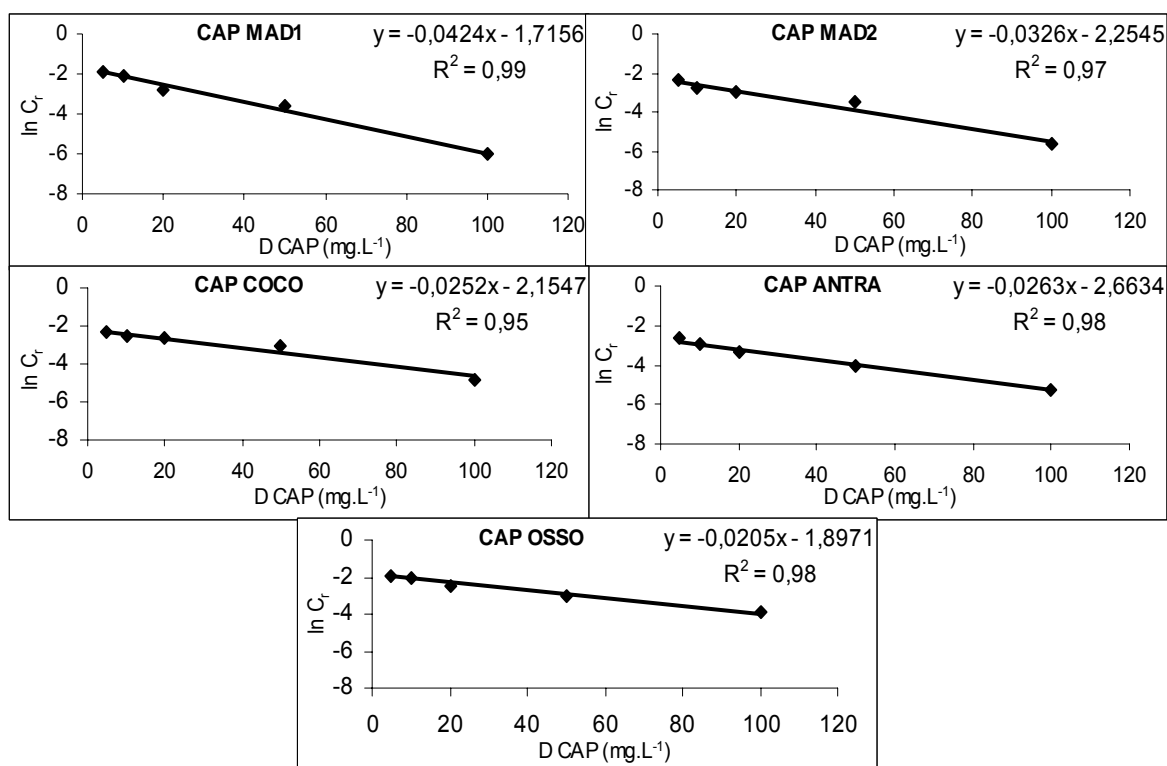 CAP MAD1
y = -0,0424x - 1,7156
R² = 0,99
0
-2
-4
-6
-8
ln Cᵣ
0 20 40 60 80 100 120
D CAP (mg.L⁻¹)
CAP MAD2
y = -0,0326x - 2,2545
R² = 0,97
0
-2
-4
-6
-8
ln Cᵣ
0 20 40 60 80 100 120
D CAP (mg.L⁻¹)
CAP COCO
y = -0,0252x - 2,1547
R² = 0,95
0
-2
-4
-6
-8
ln Cᵣ
0 20 40 60 80 100 120
D CAP (mg.L⁻¹)
CAP ANTRA
y = -0,0263x - 2,6634
R² = 0,98
0
-2
-4
-6
-8
ln Cᵣ
0 20 40 60 80 100 120
D CAP (mg.L⁻¹)
CAP OSSO
y = -0,0205x - 1,8971
R² = 0,98
0
-2
-4
-6
-8
ln Cᵣ
0 20 40 60 80 100 120
D CAP (mg.L⁻¹)